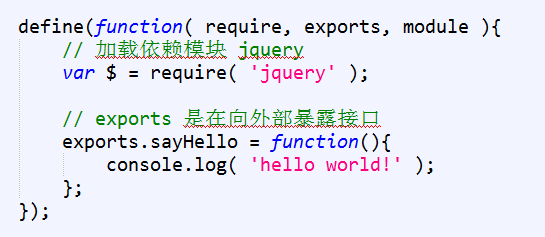 define(function( require, exports, module ){
    // 加载依赖模块 jquery
    var $ = require( 'jquery' );

    // exports 是在向外部暴露接口
    exports.sayHello = function(){
        console.log( 'hello world!' );
    };
});